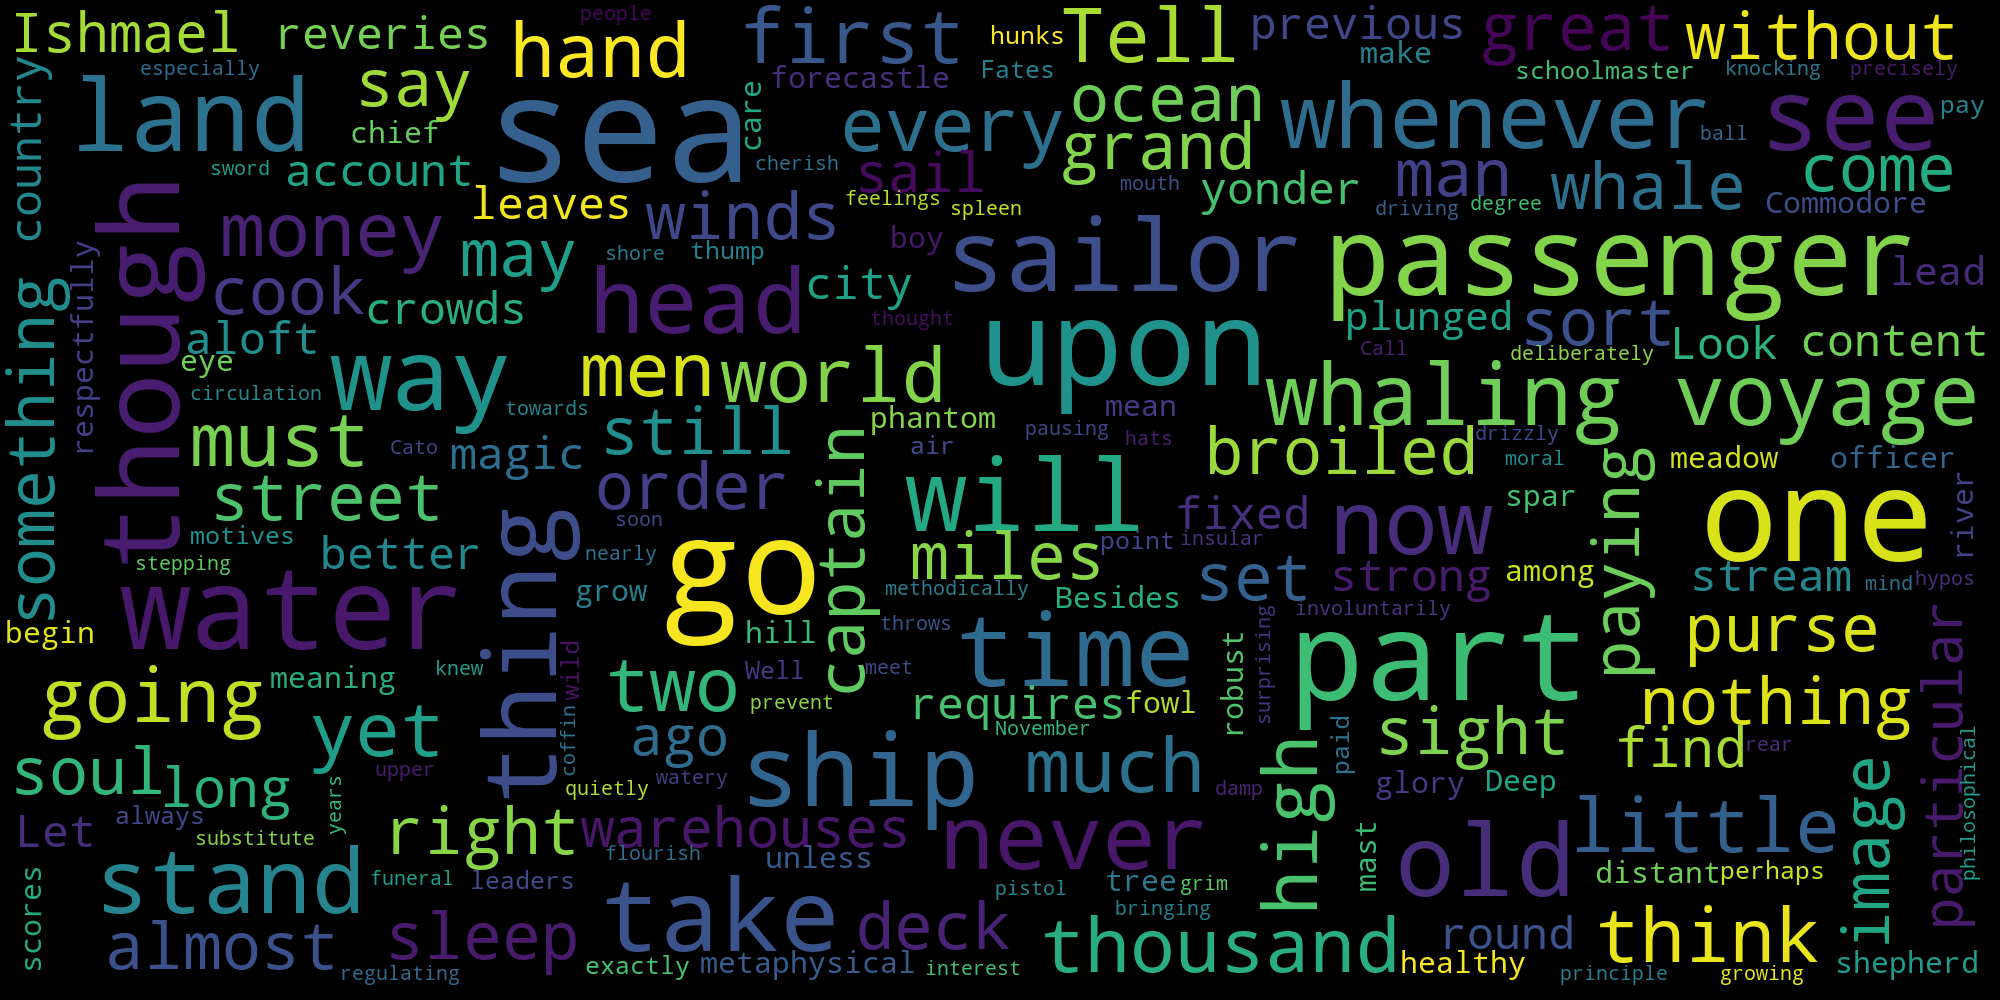 Ishmael
reveries
people
hand
first
hunks
Tell
previous
make
great
without
country
especially
land
say
chief
sea
care
forecastle
Fates
every
ocean
grand
schoolmaster
knocking
precisely
whenever
ball
see
pay
sword
account
cherish
sail
mouth
yonder
man
driving
degree
whale
come
Commodore
though
money
leaves
may
winds
shore
thump
feelings
spleen
boy
sailor
passenger
lead
something
respectfully
cook
crowds
head
city
thought
upon
plunged
sort
Call
deliberately
Look
content
aloft
eye
circulation
way
towards
men
world
phantom
mean
whaling
voyage
must
Cato
magic
still
air
pausing
hats
broiled
drizzly
moral
meadow
officer
street
order
captain
will
fixed
insular
now
spar
paying
one
river
motives
stepping
better
soon
nearly
thing
go
miles
point
set
strong
among
stream
mind
hypos
water
grow
methodically
Besides
involuntarily
begin
hill
throws
time
robust
surprising
part
purse
particular
going
meaning
knew
wild
two
Well
prevent
meet
requires
fowl
November
nothing
yet
coffin
ago
sight
find
rear
soul
long
upper
years
quietly
watery
ship
much
damp
high
paid
glory
Deep
image
philosophical
Let
always
substitute
right
warehouses
flourish
unless
never
mast
old
little
scores
stand
funeral
leaders
take
pistol
tree
grim
bringing
distant
perhaps
almost
regulating
sleep
exactly
metaphysical
deck
interest
thousand
healthy
round
principle
think
growing
shepherd